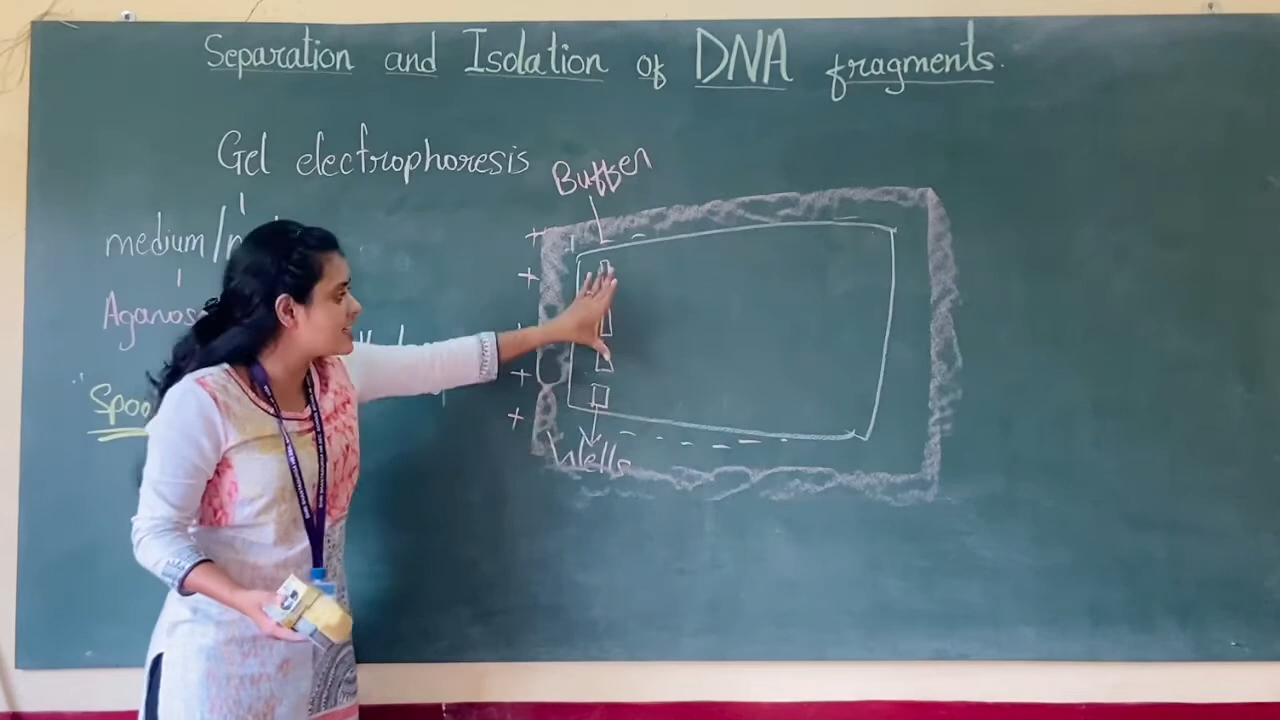 Separation and Isolation of DNA fragments.
Gel electrophoresis
Buffer
medium/
+
+
+
+
Wells